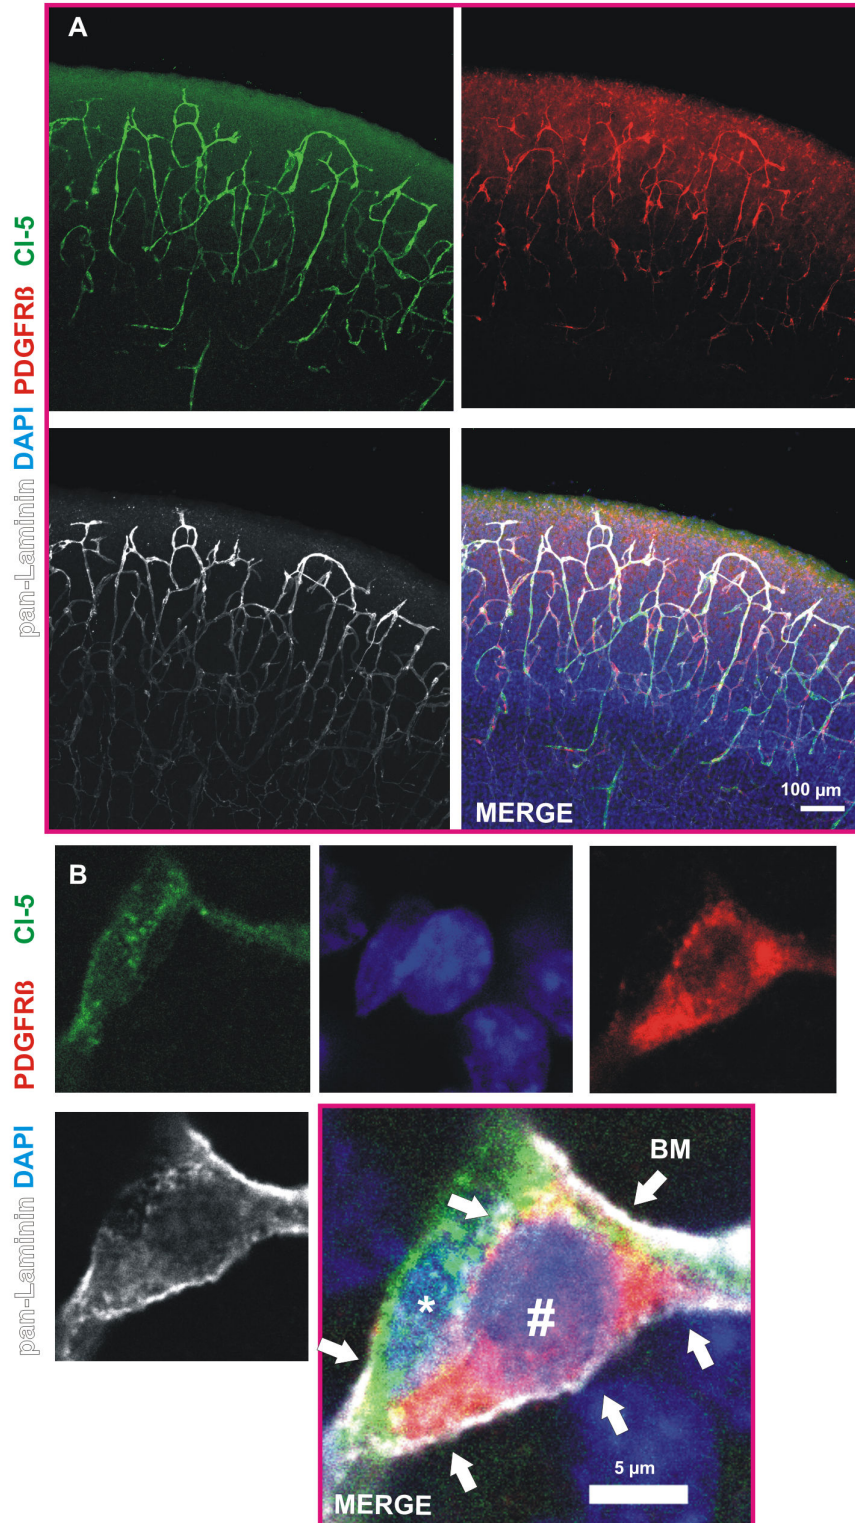 A
pan-Laminin DAPI PDGFRß Cl-5
100 µm
MERGE
B
pan-Laminin DAPI PDGFRß Cl-5
BM
*
#
5 µm
MERGE